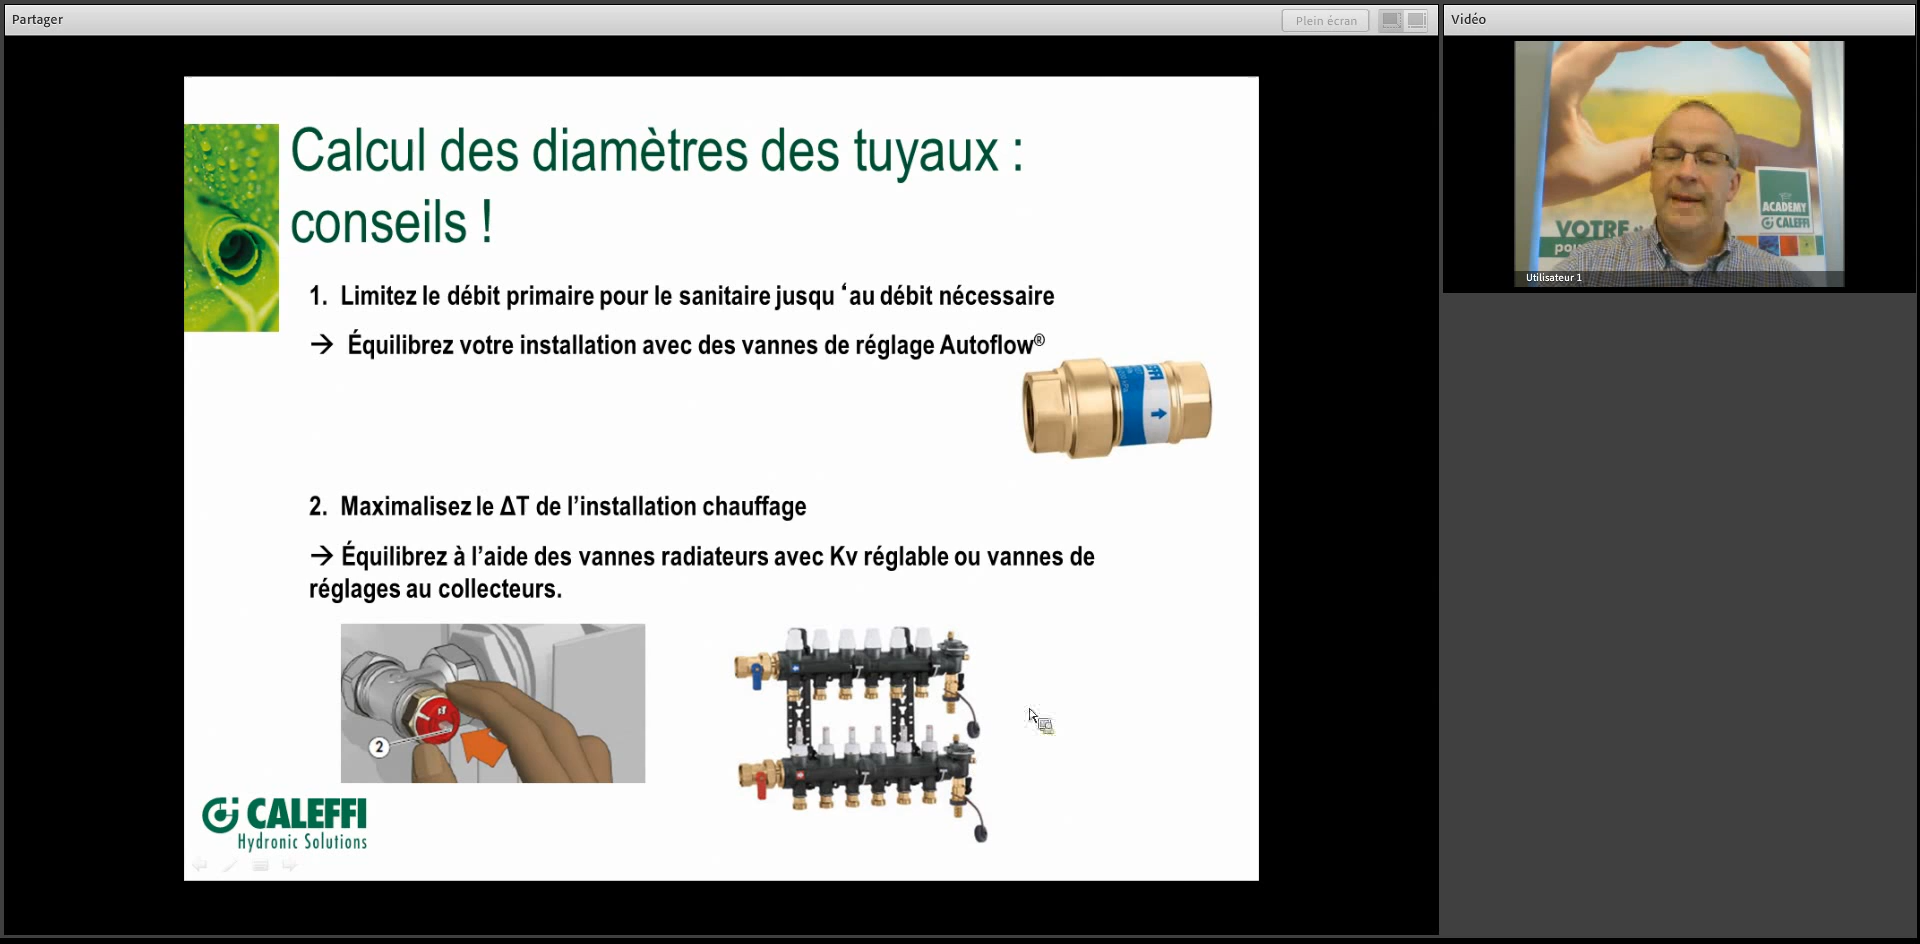 Partager
Plein écran
Vidéo
Calcul des diamètres des tuyaux :
conseils !
1. Limitez le débit primaire pour le sanitaire jusqu ‘au débit nécessaire
→ Équilibrez votre installation avec des vannes de réglage Autoflow®
2. Maximalisez le ΔT de l’installation chauffage
→ Équilibrez à l’aide des vannes radiateurs avec Kv réglable ou vannes de
réglages au collecteurs.
2
CALEFFI
Hydronic Solutions
ACADEMY
CALEFFI
VOTRE
Utilisateur 1